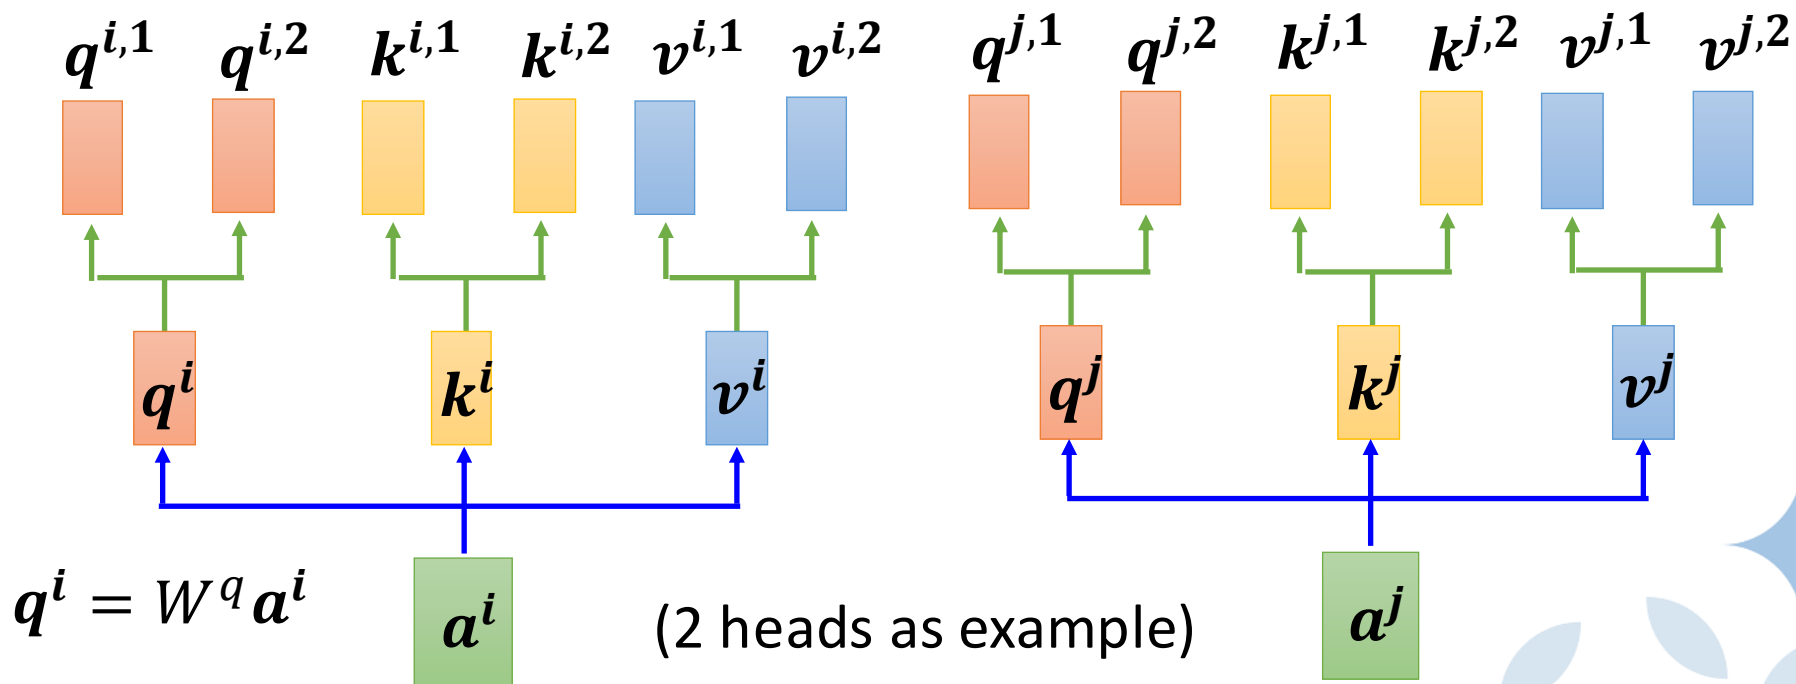 q^{i,1} q^{i,2} k^{i,1} k^{i,2} v^{i,1} v^{i,2} q^{j,1} q^{j,2} k^{j,1} k^{j,2} v^{j,1} v^{j,2}
q^i k^i v^i q^j k^j v^j
q^i = W^q a^i a^i (2 heads as example) a^j